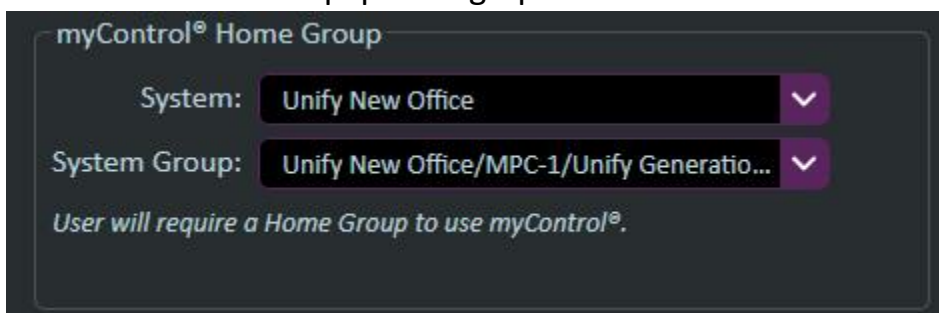 myControl® Home Group
System: Unify New Office
System Group: Unify New Office/MPC-1/Unify Generatio...
User will require a Home Group to use myControl®.